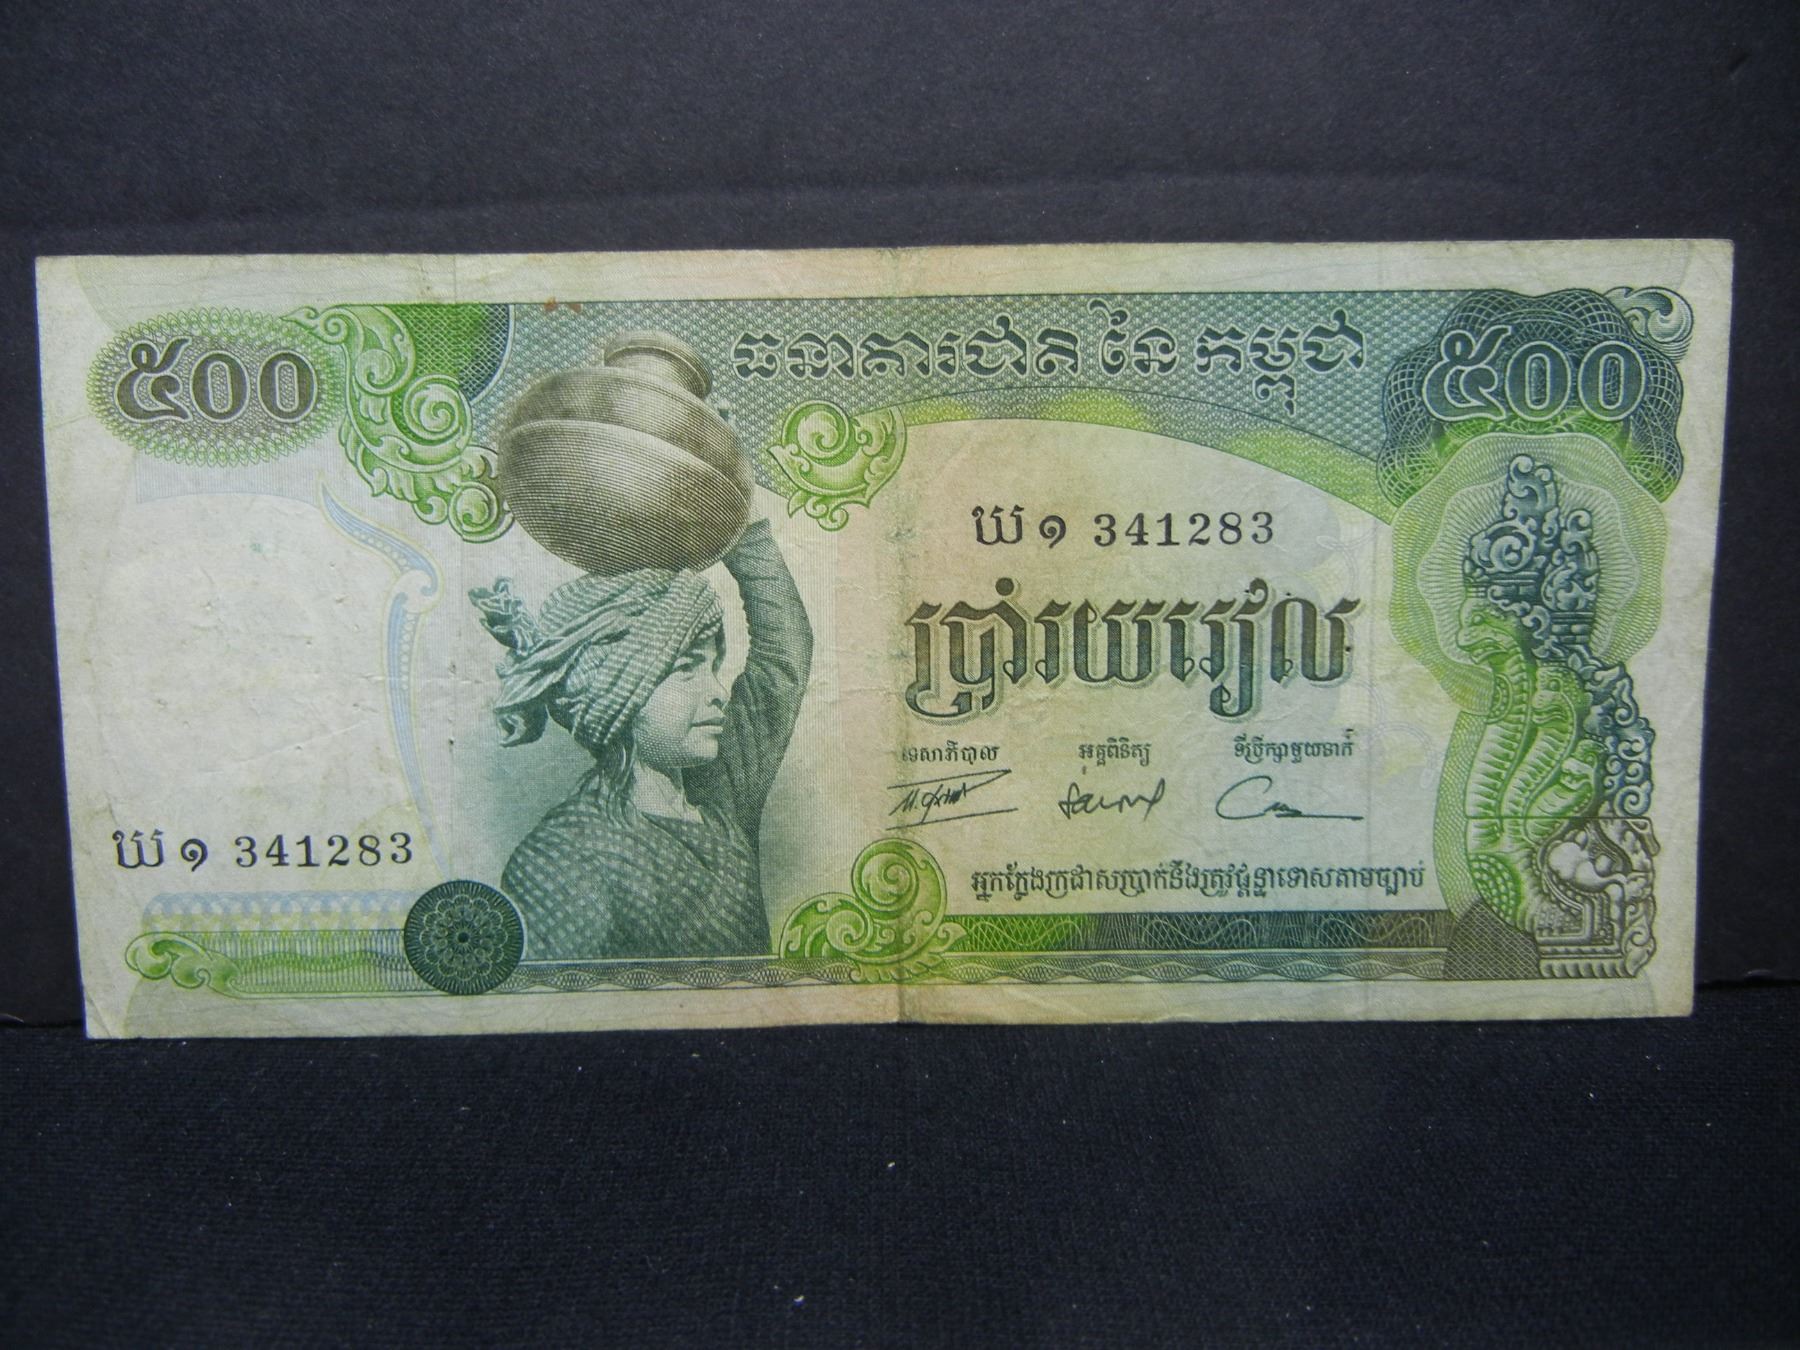 ៥០០
ធនាគារជាតិ នៃ កម្ពុជា
៥០០
ឃ ១ 341283
ប្រាំរយរៀល
ទេសាភិបាល
អគ្គពិនិត្យ
ទីប្រឹក្សាមួយនាក់
ឃ ១ 341283
អ្នកក្លែងក្រដាសប្រាក់នឹងត្រូវផ្ដន្ទាទោសតាមច្បាប់